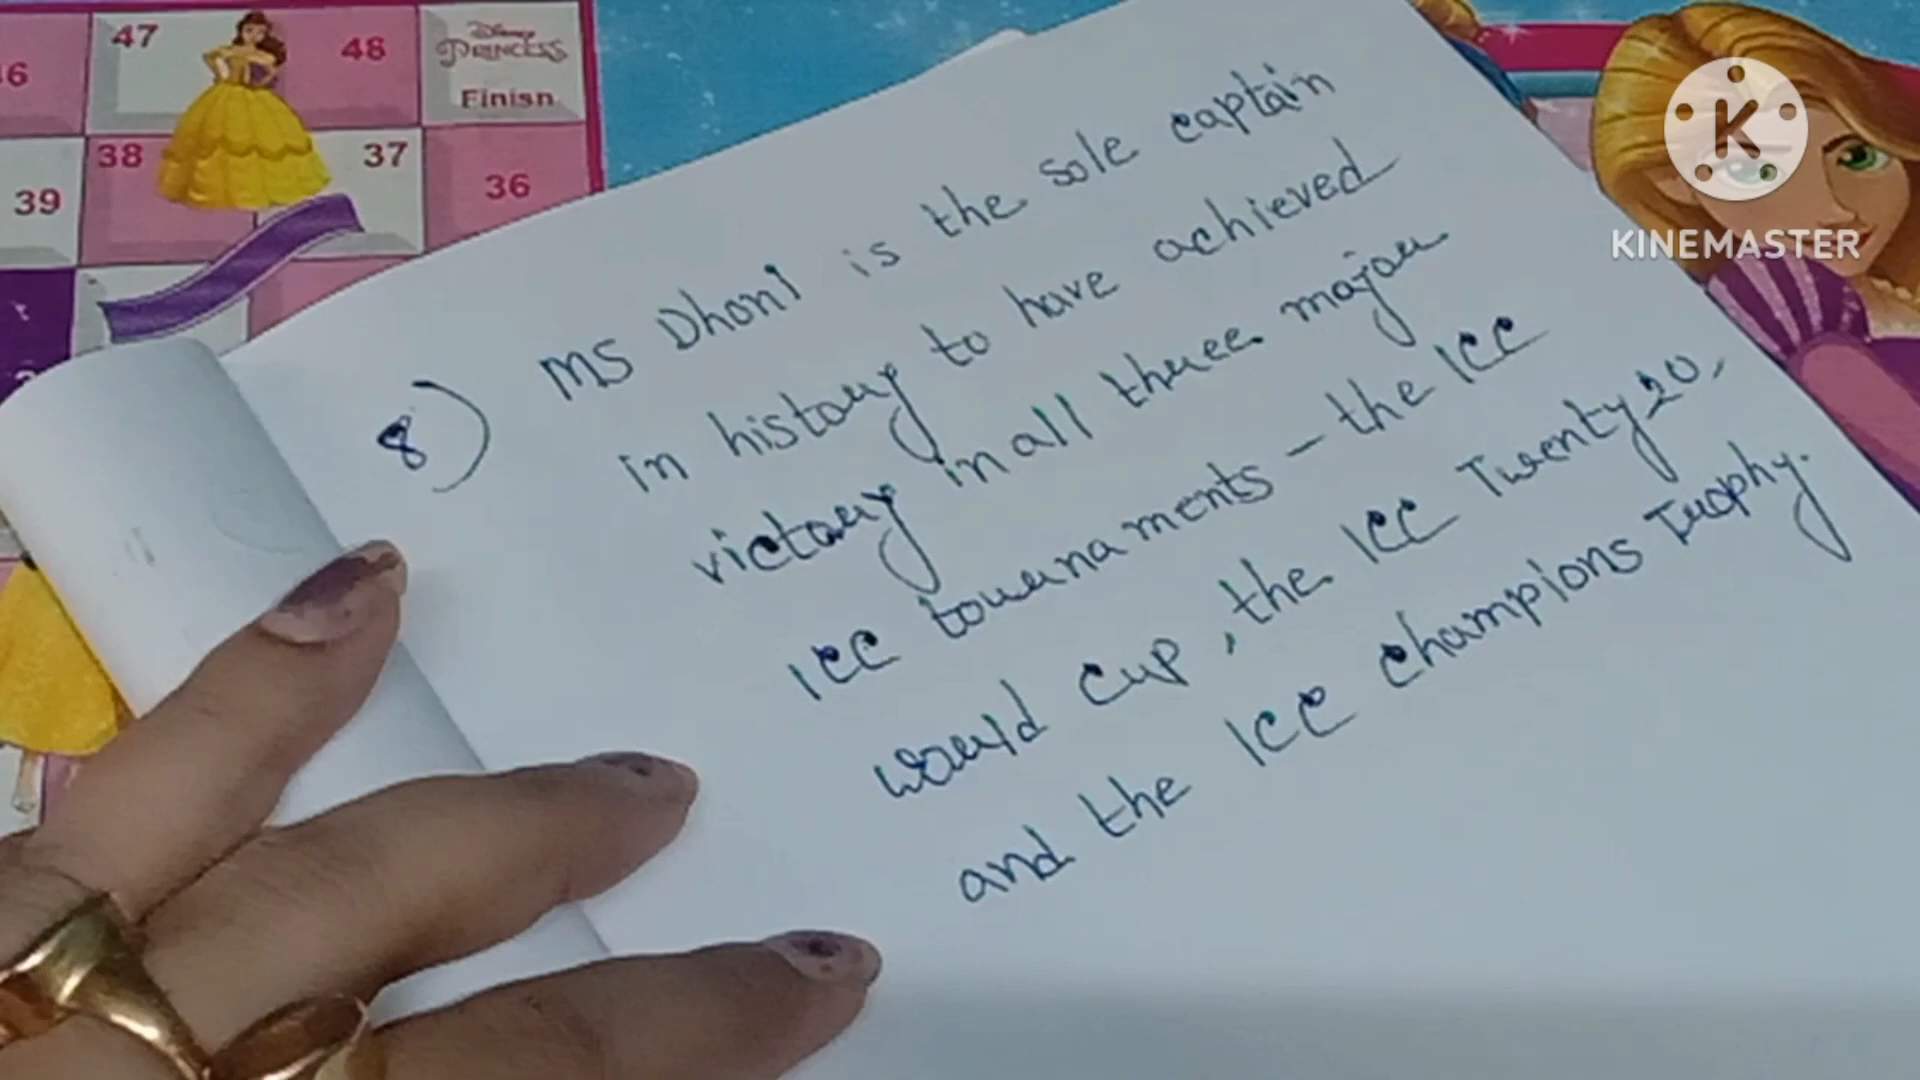 46
47
48
Disney
PRINCESS
Finish
39
38
37
36
KINEMASTER
8) MS Dhoni is the sole captain
in history to have achieved
victory in all three major
ICC tournaments - the ICC
World Cup, the ICC Twenty20,
and the ICC Champions Trophy.